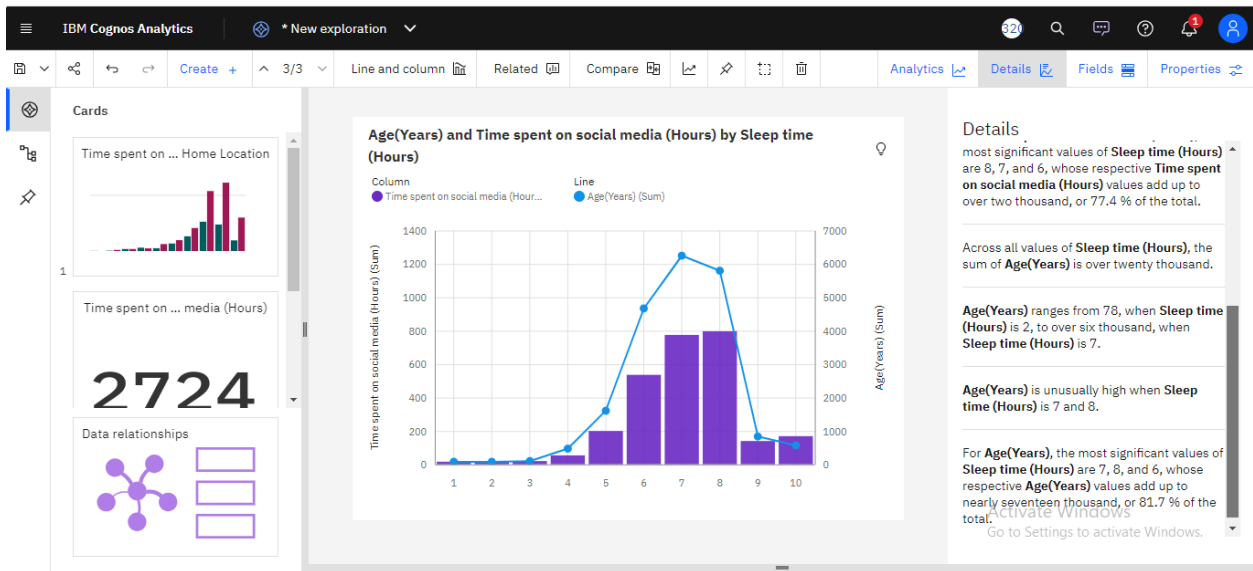 IBM Cognos Analytics
* New exploration
320
1
Create +
3/3
Line and column
Related
Compare
Analytics
Details
Fields
Properties
Cards
Time spent on ... Home Location
1
Time spent on ... media (Hours)
2724
Data relationships
Age(Years) and Time spent on social media (Hours) by Sleep time
(Hours)
Column
Line
Time spent on social media (Hour...
Age(Years) (Sum)
Time spent on social media (Hours) (Sum)
1400
1200
1000
800
600
400
200
0
7000
6000
5000
4000
3000
2000
1000
0
Age(Years) (Sum)
1 2 3 4 5 6 7 8 9 10
Details
most significant values of Sleep time (Hours)
are 8, 7, and 6, whose respective Time spent
on social media (Hours) values add up to
over two thousand, or 77.4 % of the total.
Across all values of Sleep time (Hours), the
sum of Age(Years) is over twenty thousand.
Age(Years) ranges from 78, when Sleep time
(Hours) is 2, to over six thousand, when
Sleep time (Hours) is 7.
Age(Years) is unusually high when Sleep
time (Hours) is 7 and 8.
For Age(Years), the most significant values of
Sleep time (Hours) are 7, 8, and 6, whose
respective Age(Years) values add up to
nearly seventeen thousand, or 81.7 % of the
total.
Activate Windows
Go to Settings to activate Windows.